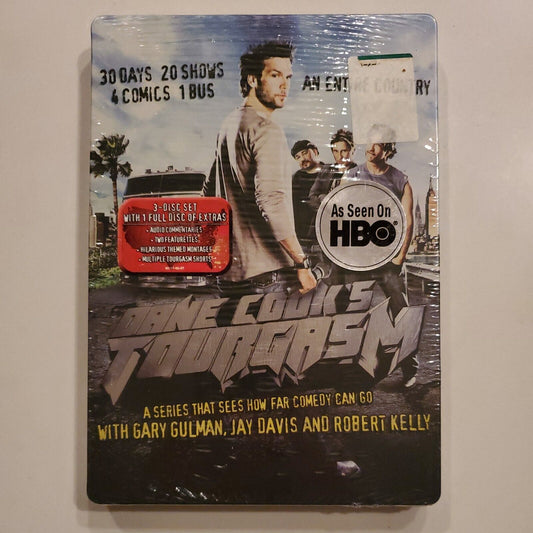 30 DAYS 20 SHOWS
4 COMICS 1 BUS
AN ENTIRE COUNTRY
3-DISC SET
WITH 1 FULL DISC OF EXTRAS
• AUDIO COMMENTARIES
• TWO FEATURETTES
• HILARIOUS THEMED MONTAGES
• MULTIPLE TOURGASM SHORTS!
As Seen On
HBO
DANE COOK'S
TOURGASM
A SERIES THAT SEES HOW FAR COMEDY CAN GO
WITH GARY GULMAN, JAY DAVIS AND ROBERT KELLY